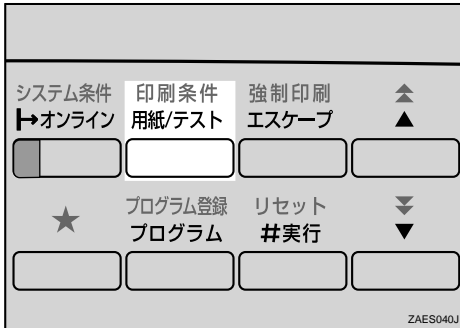 システム条件 印刷条件 強制印刷
オンライン 用紙/テスト エスケープ ▲
★ プログラム登録 リセット
プログラム #実行 ▼
ZAES040J